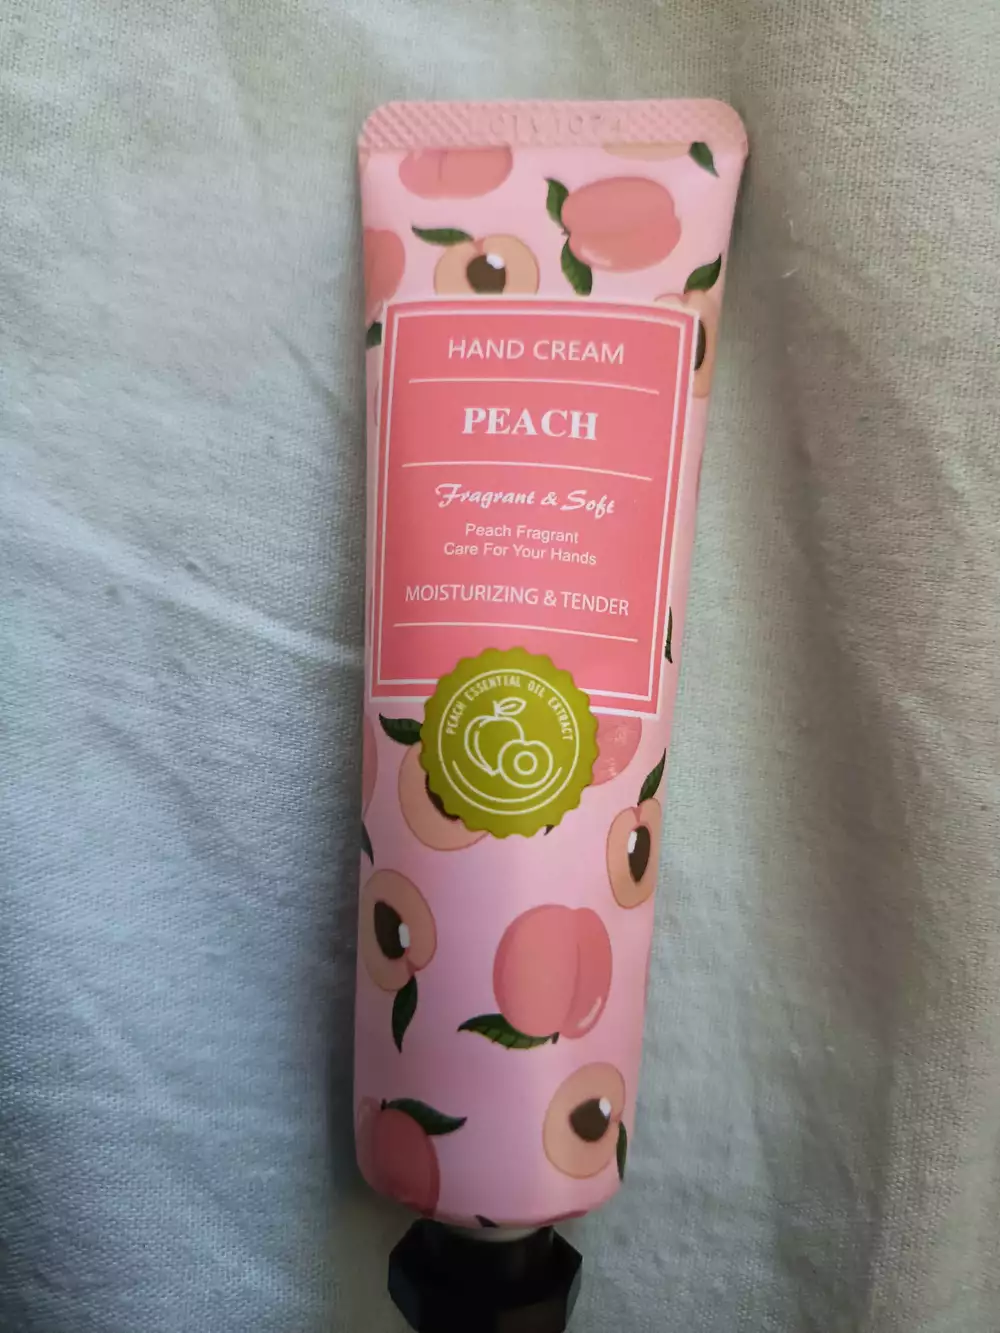 HAND CREAM
PEACH
Fragrant & Soft
Peach Fragrant
Care For Your Hands
MOISTURIZING & TENDER
PEACH ESSENTIAL OIL EXTRACT